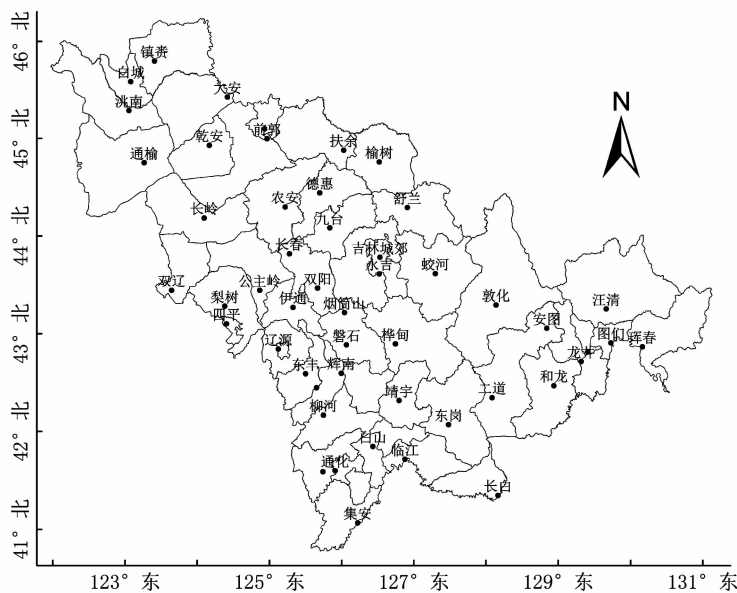 N
46° 北
45° 北
44° 北
43° 北
42° 北
41° 北
镇赉
白城
洮南
大安
前郭
乾安
通榆
扶余
榆树
德惠
农安
长岭
舒兰
九台
长春
吉林城郊
永吉
蛟河
双辽
公主岭
双阳
梨树
伊通
烟筒山
四平
敦化
汪清
安图
图们
珲春
龙井
辽源
磐石
桦甸
东丰
辉南
和龙
柳河
靖宇
二道
东岗
白山
临江
通化
长白
集安
123° 东
125° 东
127° 东
129° 东
131° 东